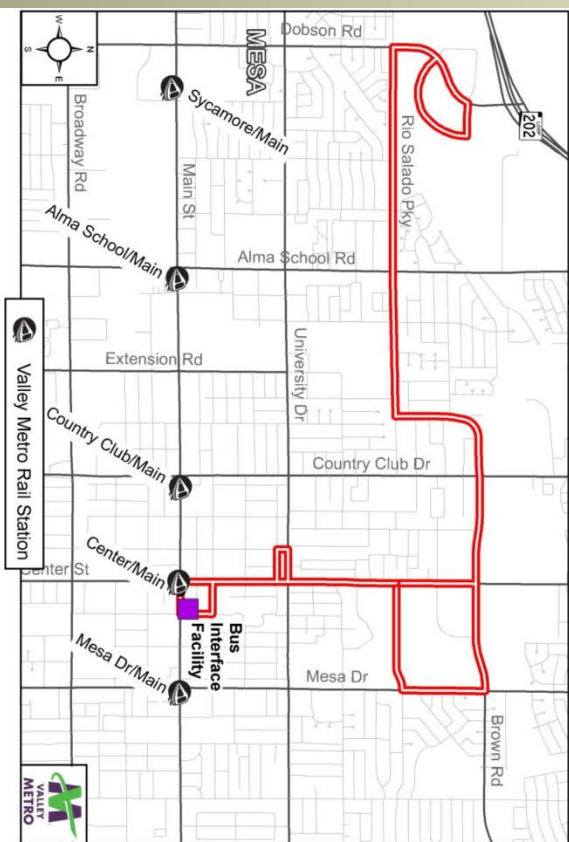 N
W
E
S
MESA
Dobson Rd
LOOP
202
Rio Salado Pky
Sycamore/Main
Broadway Rd
Main St
Alma School/Main
Alma School Rd
Extension Rd
University Dr
Country Club/Main
Country Club Dr
Valley Metro Rail Station
Center/Main
Center St
Bus
Interface
Facility
Mesa Dr/Main
Mesa Dr
Brown Rd
VALLEY
METRO